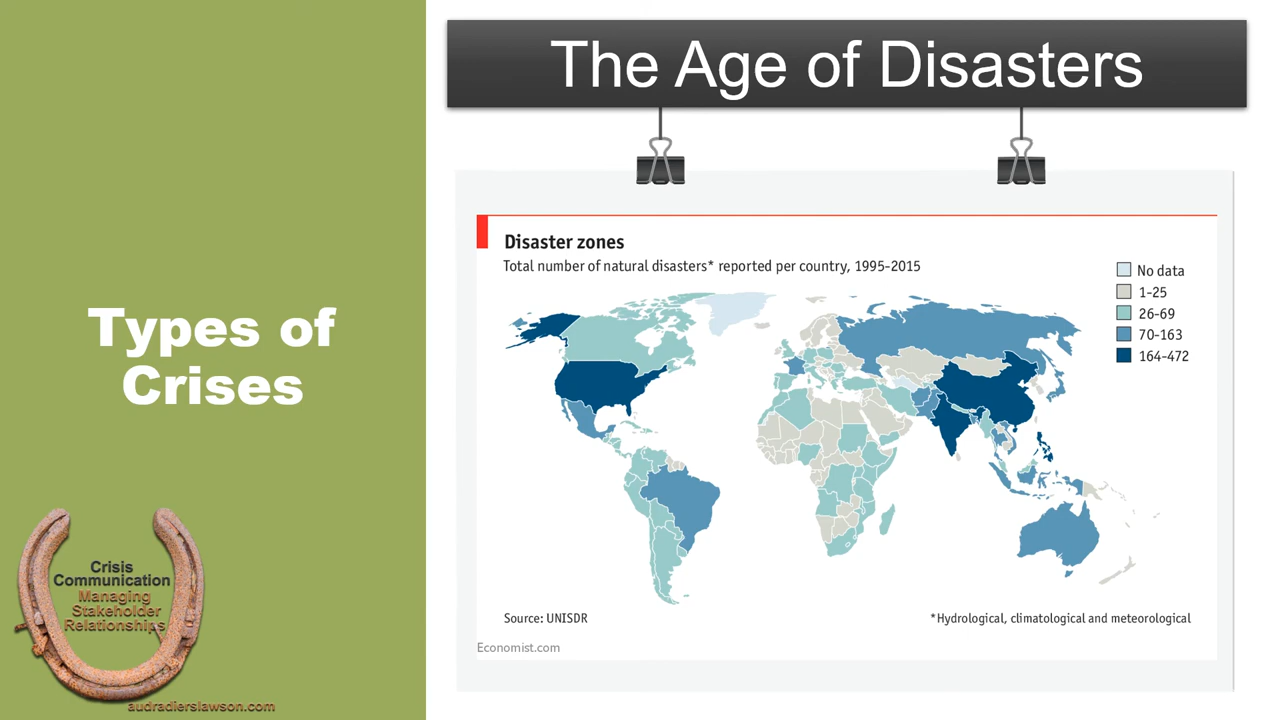 The Age of Disasters
Types of
Crises
Disaster zones
Total number of natural disasters* reported per country, 1995-2015
No data
1-25
26-69
70-163
164-472
Source: UNISDR
*Hydrological, climatological and meteorological
Economist.com
Crisis
Communication
Managing
Stakeholder
Relationships
audradierslawson.com